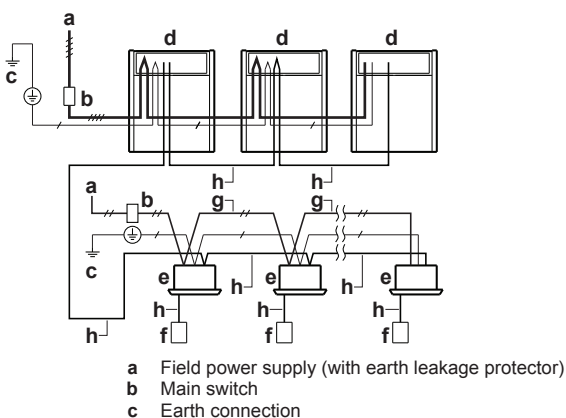 a
d d d
c
b
h h
a
b g g
c
e e e
h h
h h h
h f f f
a Field power supply (with earth leakage protector)
b Main switch
c Earth connection